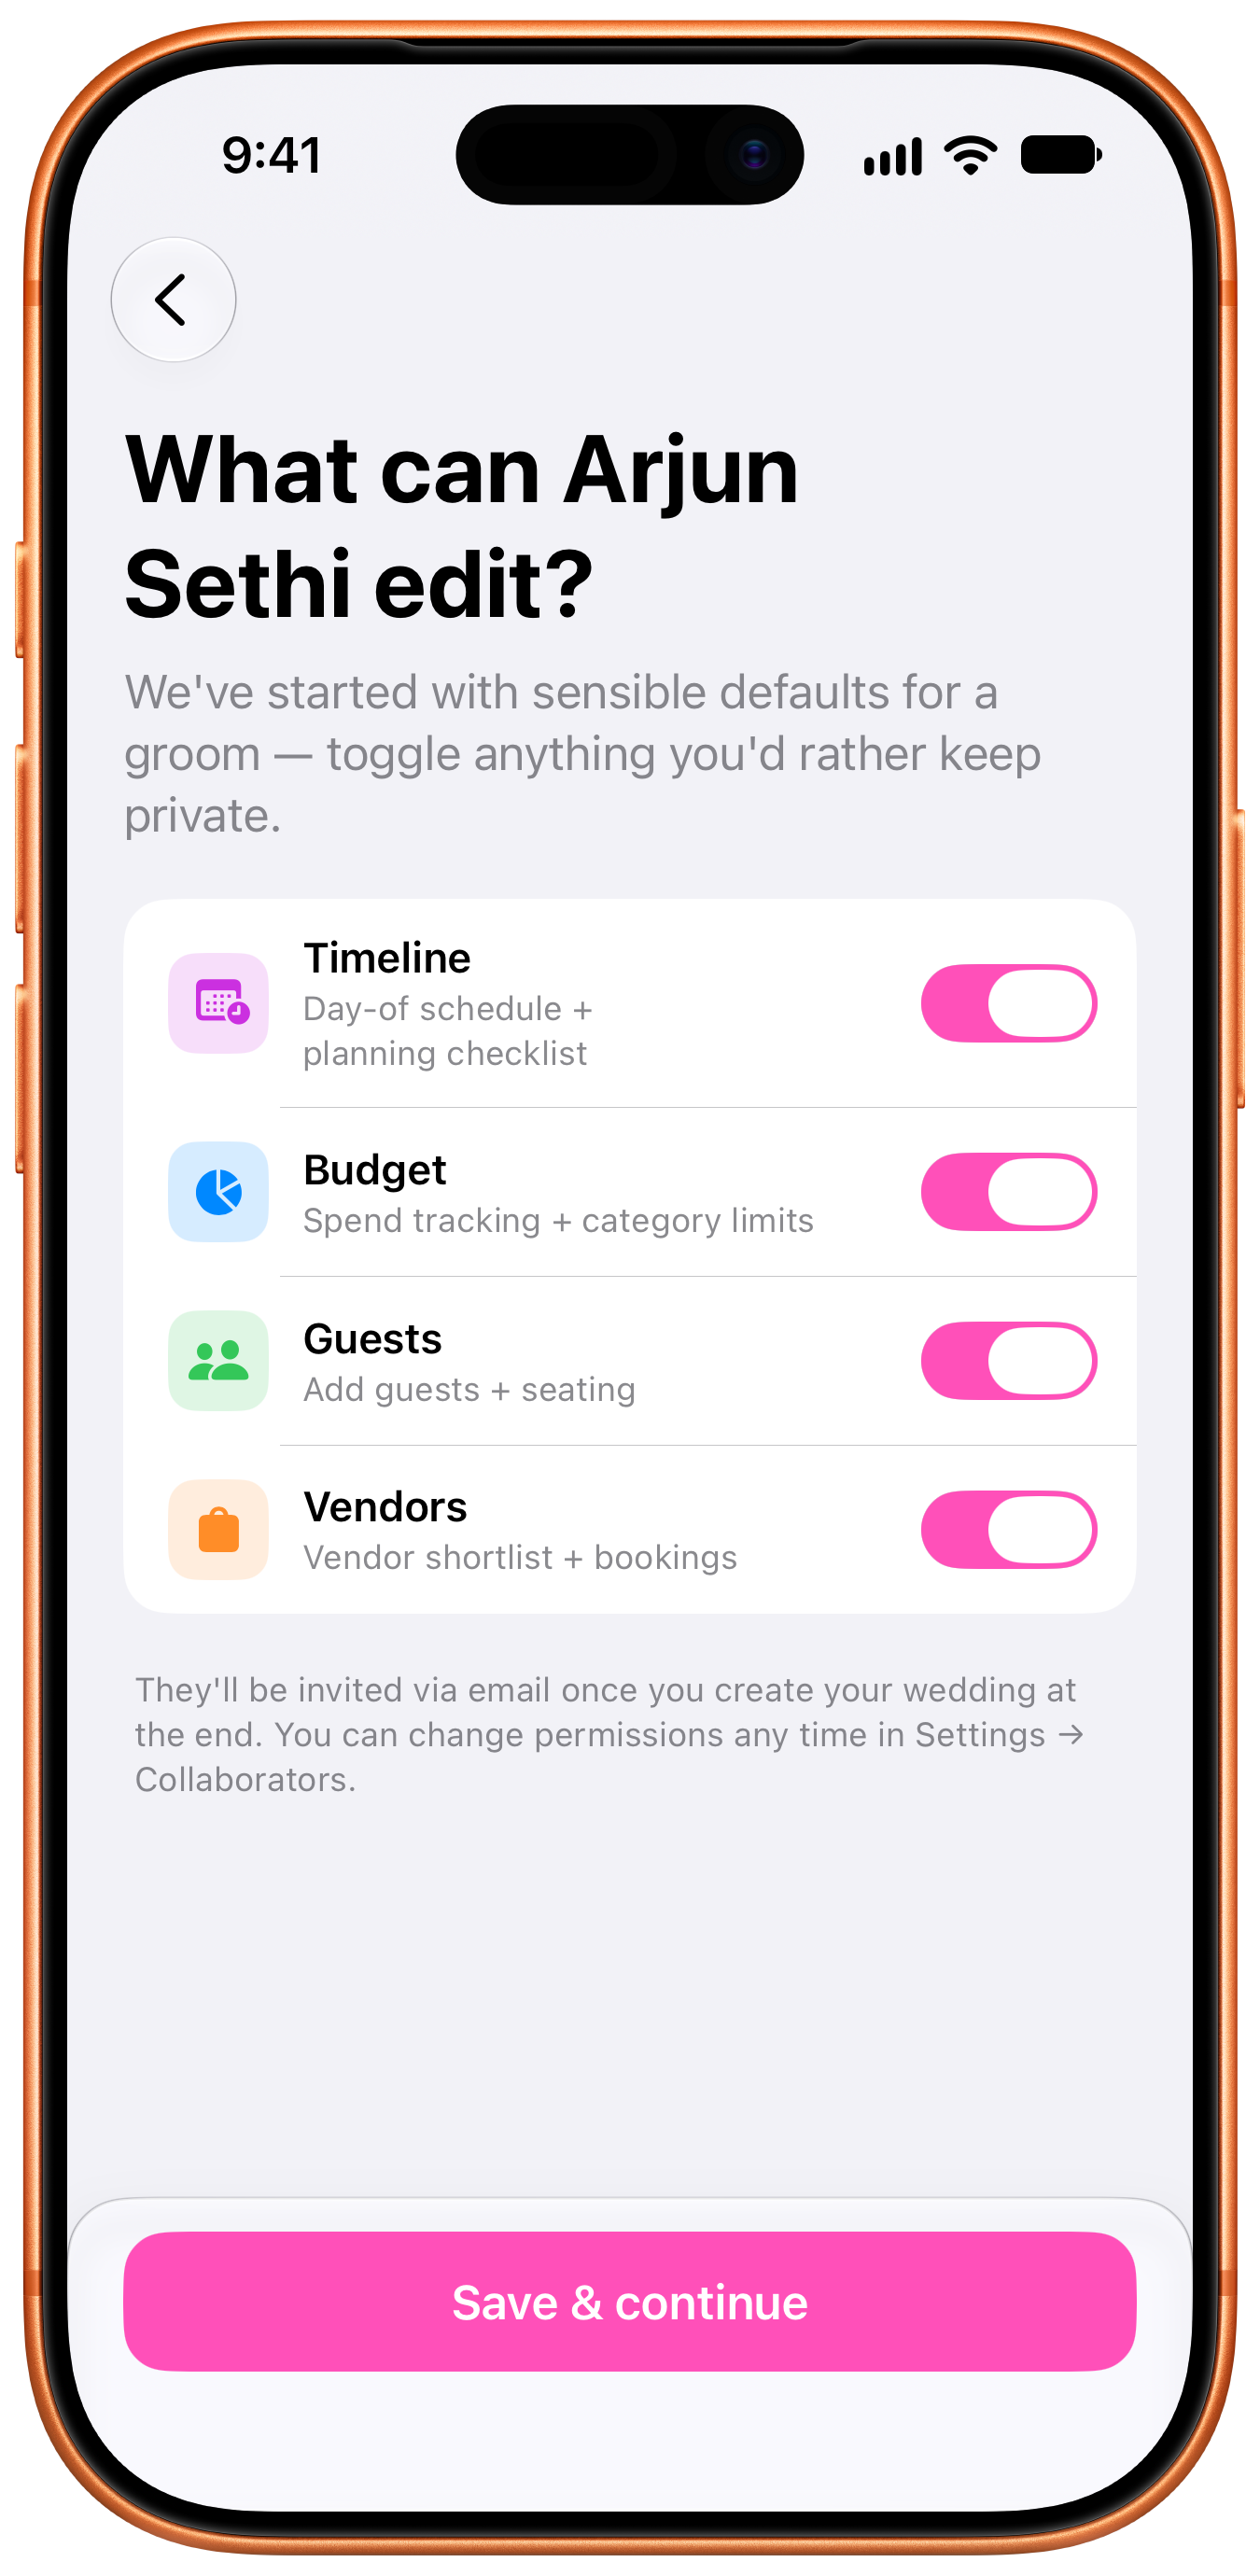 9:41
What can Arjun
Sethi edit?
We've started with sensible defaults for a
groom — toggle anything you'd rather keep
private.
Timeline
Day-of schedule +
planning checklist
Budget
Spend tracking + category limits
Guests
Add guests + seating
Vendors
Vendor shortlist + bookings
They'll be invited via email once you create your wedding at
the end. You can change permissions any time in Settings →
Collaborators.
Save & continue